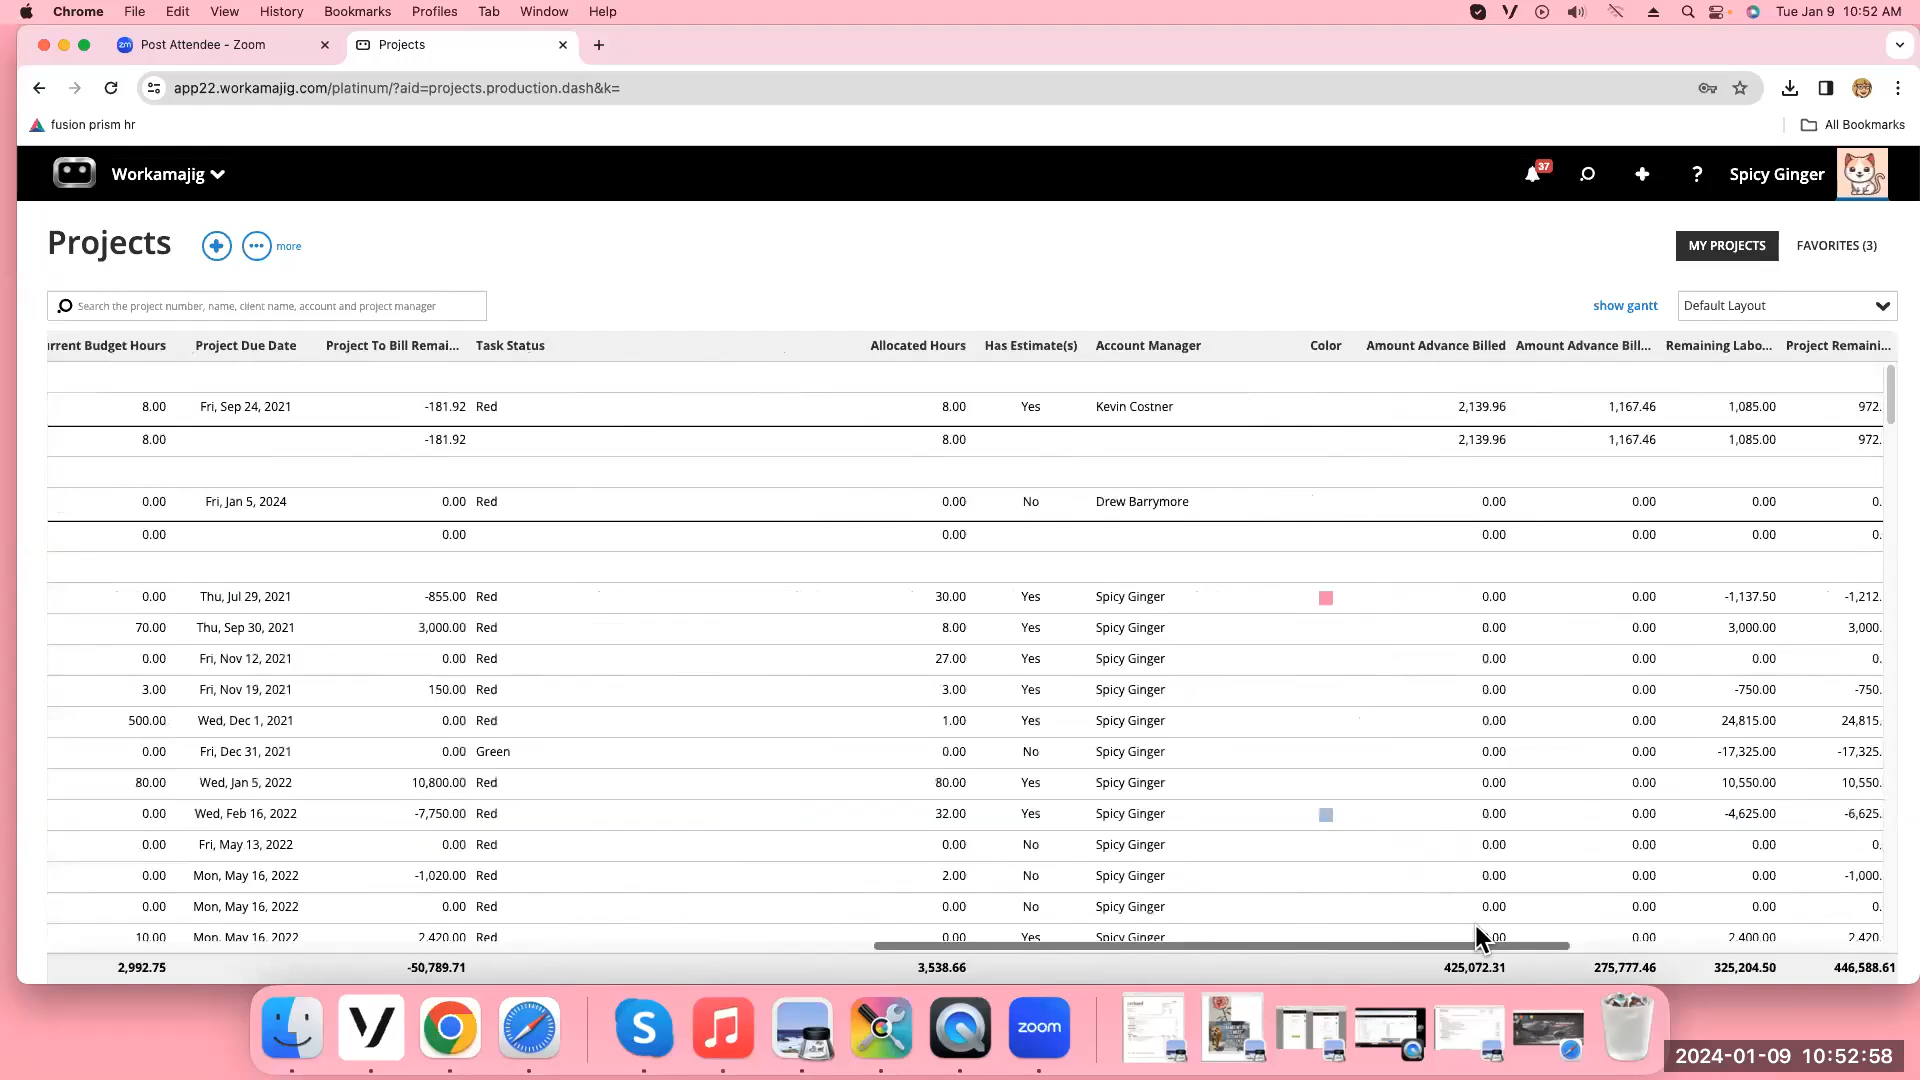 Chrome File Edit View History Bookmarks Profiles Tab Window Help Tue Jan 9 10:52 AM
zm Post Attendee - Zoom Projects
app22.workamajig.com/platinum/?aid=projects.production.dash&k=
fusion prism hr All Bookmarks
Workamajig 37 ? Spicy Ginger
Projects more MY PROJECTS FAVORITES (3)
Search the project number, name, client name, account and project manager show gantt Default Layout
rrent Budget Hours Project Due Date Project To Bill Remai... Task Status Allocated Hours Has Estimate(s) Account Manager Color Amount Advance Billed Amount Advance Bill... Remaining Labo... Project Remaini...
8.00 Fri, Sep 24, 2021 -181.92 Red 8.00 Yes Kevin Costner 2,139.96 1,167.46 1,085.00 972.
8.00 -181.92 8.00 2,139.96 1,167.46 1,085.00 972.
0.00 Fri, Jan 5, 2024 0.00 Red 0.00 No Drew Barrymore 0.00 0.00 0.00 0.
0.00 0.00 0.00 0.00 0.00 0.00 0.
0.00 Thu, Jul 29, 2021 -855.00 Red 30.00 Yes Spicy Ginger 0.00 0.00 -1,137.50 -1,212.
70.00 Thu, Sep 30, 2021 3,000.00 Red 8.00 Yes Spicy Ginger 0.00 0.00 3,000.00 3,000.
0.00 Fri, Nov 12, 2021 0.00 Red 27.00 Yes Spicy Ginger 0.00 0.00 0.00 0.
3.00 Fri, Nov 19, 2021 150.00 Red 3.00 Yes Spicy Ginger 0.00 0.00 -750.00 -750.
500.00 Wed, Dec 1, 2021 0.00 Red 1.00 Yes Spicy Ginger 0.00 0.00 24,815.00 24,815.
0.00 Fri, Dec 31, 2021 0.00 Green 0.00 No Spicy Ginger 0.00 0.00 -17,325.00 -17,325.
80.00 Wed, Jan 5, 2022 10,800.00 Red 80.00 Yes Spicy Ginger 0.00 0.00 10,550.00 10,550.
0.00 Wed, Feb 16, 2022 -7,750.00 Red 32.00 Yes Spicy Ginger 0.00 0.00 -4,625.00 -6,625.
0.00 Fri, May 13, 2022 0.00 Red 0.00 No Spicy Ginger 0.00 0.00 0.00 0.
0.00 Mon, May 16, 2022 -1,020.00 Red 2.00 No Spicy Ginger 0.00 0.00 0.00 -1,000.
0.00 Mon, May 16, 2022 0.00 Red 0.00 No Spicy Ginger 0.00 0.00 0.00 0.
10.00 Mon, May 16, 2022 2,420.00 Red 0.00 Yes Spicy Ginger 0.00 2,400.00 2,420.
2,992.75 -50,789.71 3,538.66 425,072.31 275,777.46 325,204.50 446,588.61
S zoom
2024-01-09 10:52:58